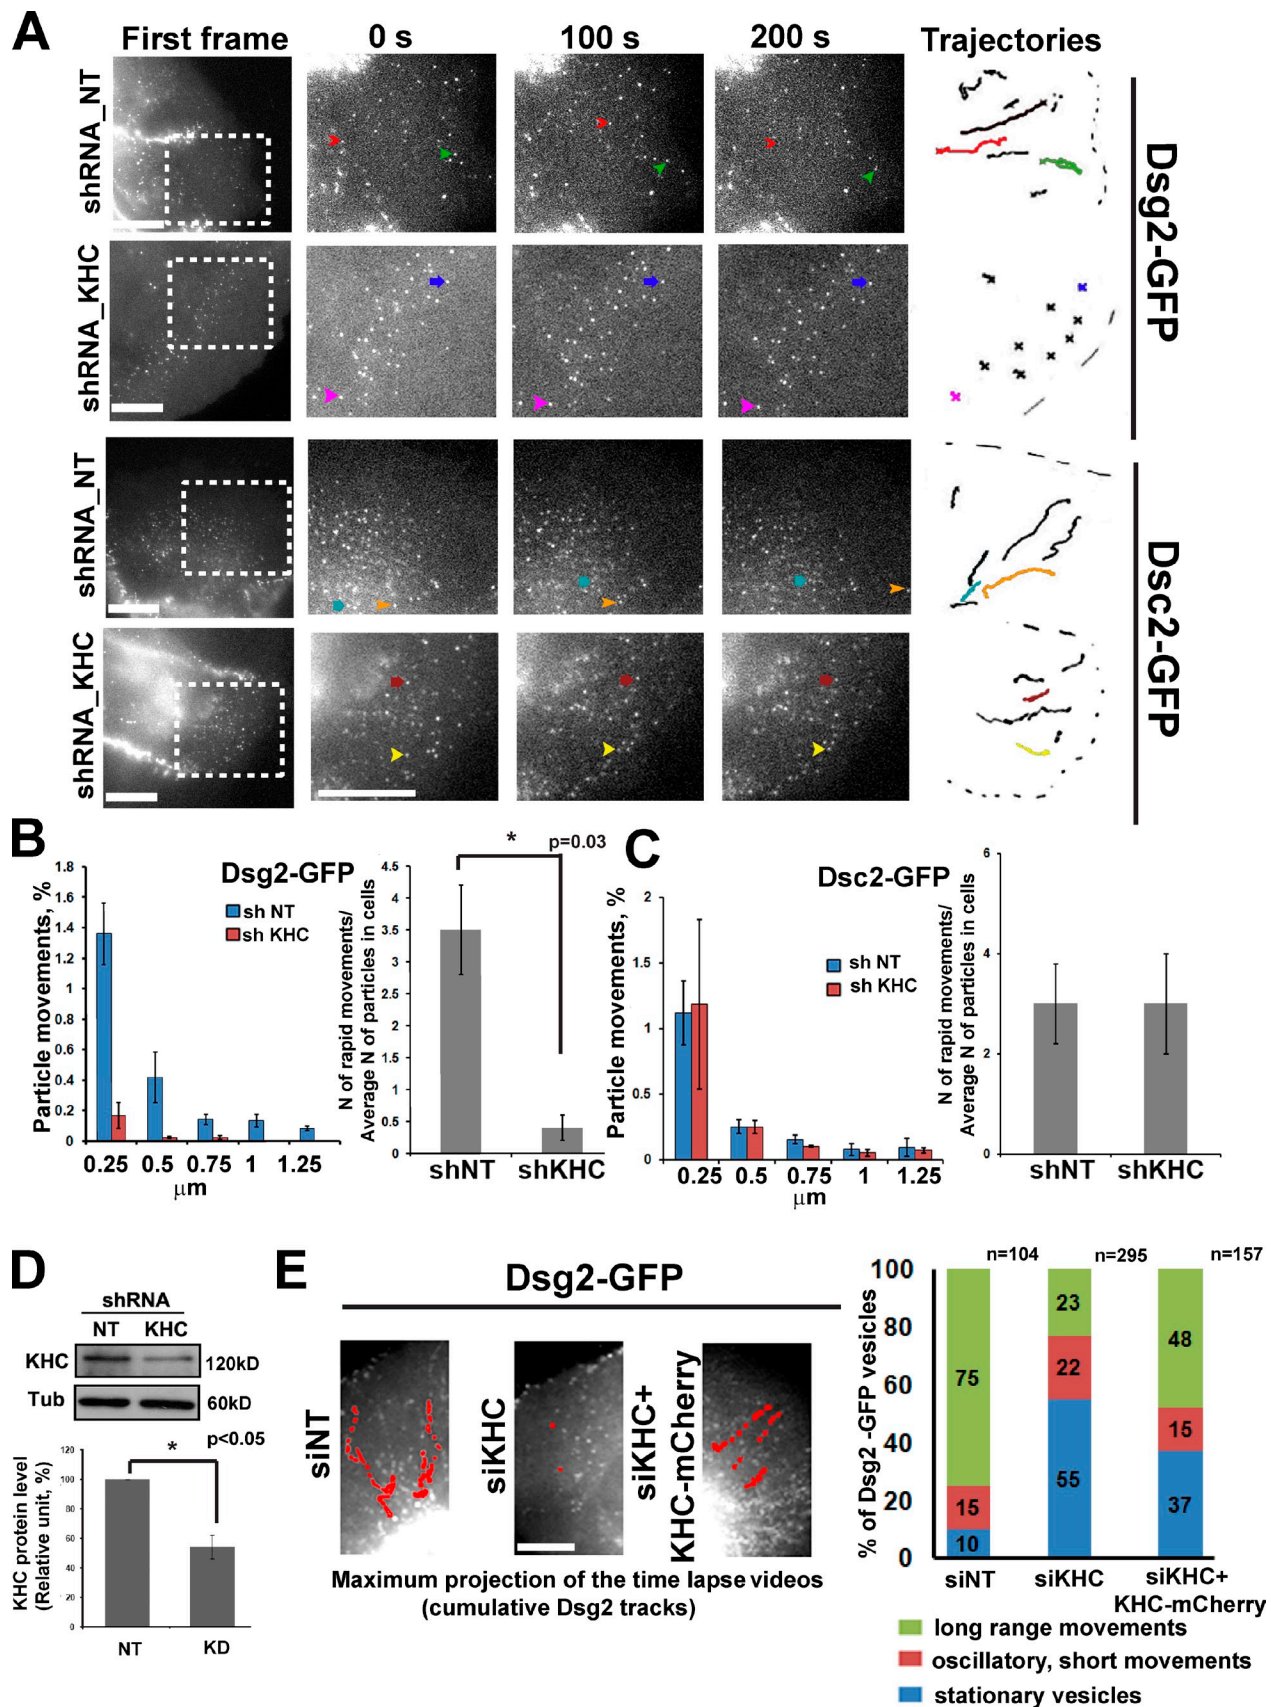 A
First frame
0 s
100 s
200 s
Trajectories
shRNA_NT
shRNA_KHC
shRNA_NT
shRNA_KHC
Dsg2-GFP
Dsc2-GFP
B
Dsg2-GFP
sh NT
sh KHC
Particle movements, %
1.8
1.6
1.4
1.2
1
0.8
0.6
0.4
0.2
0
0.25 0.5 0.75 1 1.25
μm
* p=0.03
N of rapid movements/
Average N of particles in cells
4.5
4
3.5
3
2.5
2
1.5
1
0.5
0
shNT shKHC
C
Dsc2-GFP
sh NT
sh KHC
Particle movements, %
2
1.5
1
0.5
0
0.25 0.5 0.75 1 1.25
μm
N of rapid movements/
Average N of particles in cells
6
4
2
0
shNT shKHC
D
shRNA
NT KHC
KHC 120kD
Tub 60kD
p<0.05
*
KHC protein level
(Relative unit, %)
120
100
80
60
40
20
0
NT KD
E
Dsg2-GFP
siNT
siKHC
siKHC+
KHC-mCherry
Maximum projection of the time lapse videos
(cumulative Dsg2 tracks)
n=104 n=295 n=157
% of Dsg2 -GFP vesicles
100
80
60
40
20
0
75
15
10
23
22
55
48
15
37
siNT siKHC siKHC+
KHC-mCherry
long range movements
oscillatory, short movements
stationary vesicles